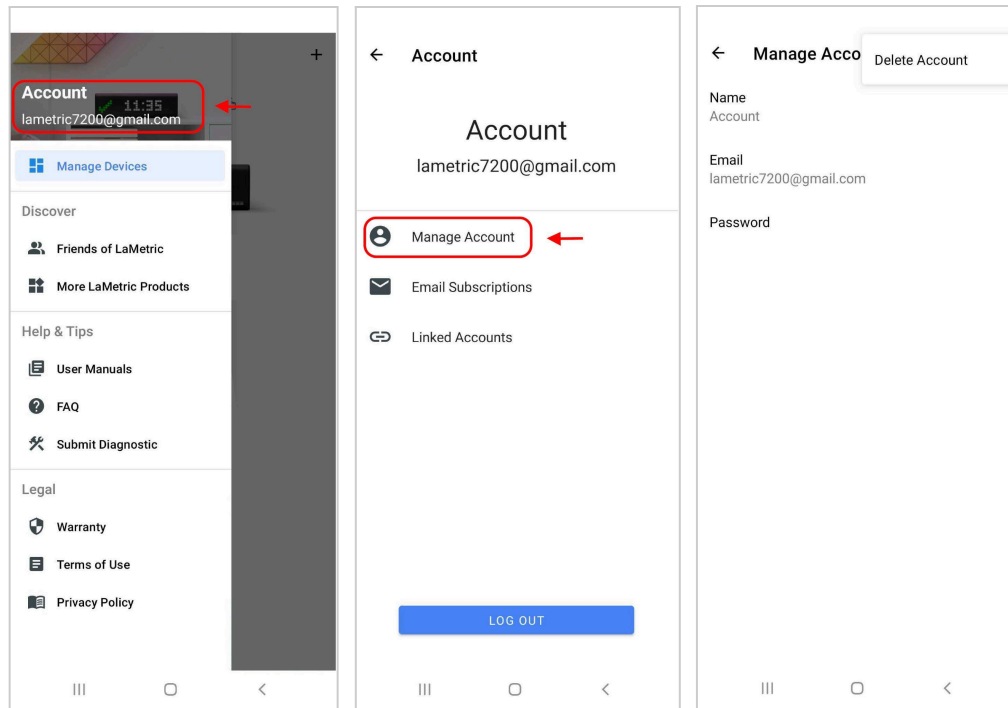 Account
11:35
lametric7200@gmail.com
Manage Devices
Discover
Friends of LaMetric
More LaMetric Products
Help & Tips
User Manuals
FAQ
Submit Diagnostic
Legal
Warranty
Terms of Use
Privacy Policy
Account
Account
lametric7200@gmail.com
Manage Account
Email Subscriptions
Linked Accounts
LOG OUT
Manage Acco
Delete Account
Name
Account
Email
lametric7200@gmail.com
Password